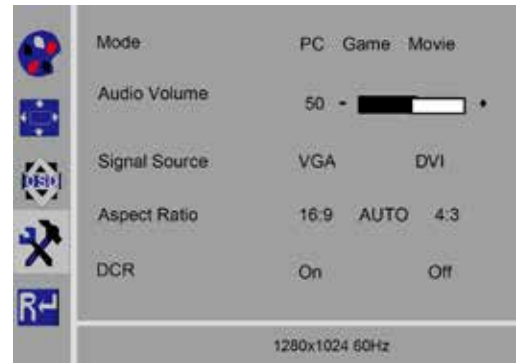 Mode PC Game Movie
Audio Volume 50 - +
Signal Source VGA DVI
OSD
Aspect Ratio 16:9 AUTO 4:3
DCR On Off
R
1280x1024 60Hz